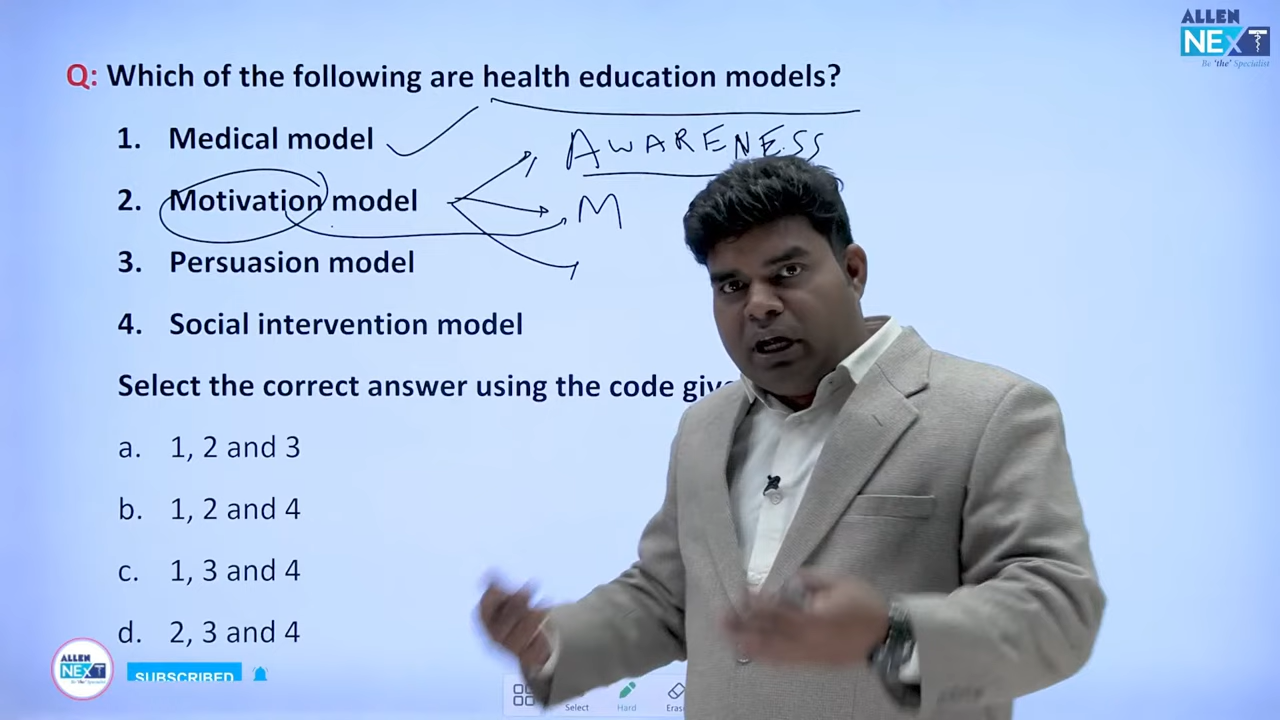 ALLEN
NEXT
Be 'the' Specialist
Q: Which of the following are health education models?
1. Medical model
AWARENESS
2. Motivation model
M
3. Persuasion model
4. Social intervention model
Select the correct answer using the code
a. 1, 2 and 3
b. 1, 2 and 4
c. 1, 3 and 4
d. 2, 3 and 4
ALLEN
NEXT
SUBSCRIBED
Select Hard